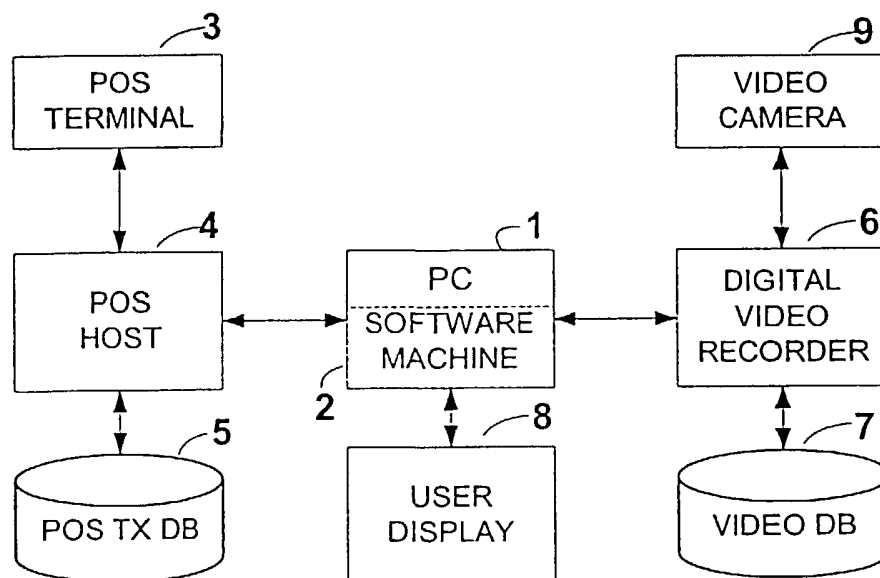 3
POS
TERMINAL
9
VIDEO
CAMERA
4
POS
HOST
1
PC
SOFTWARE
MACHINE
2
6
DIGITAL
VIDEO
RECORDER
5
POS TX DB
8
USER
DISPLAY
7
VIDEO DB